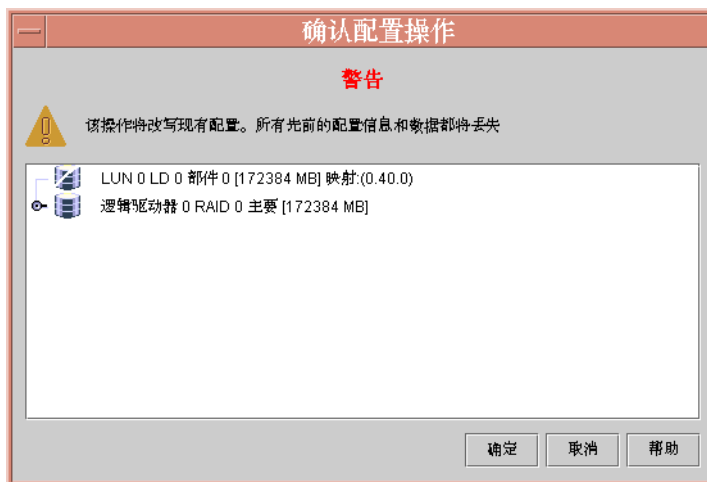 确认配置操作
警告
该操作将改写现有配置。所有先前的配置信息和数据都将丢失
LUN 0 LD 0 部件 0 [172384 MB] 映射:(0.40.0)
逻辑驱动器 0 RAID 0 主要 [172384 MB]
确定 取消 帮助